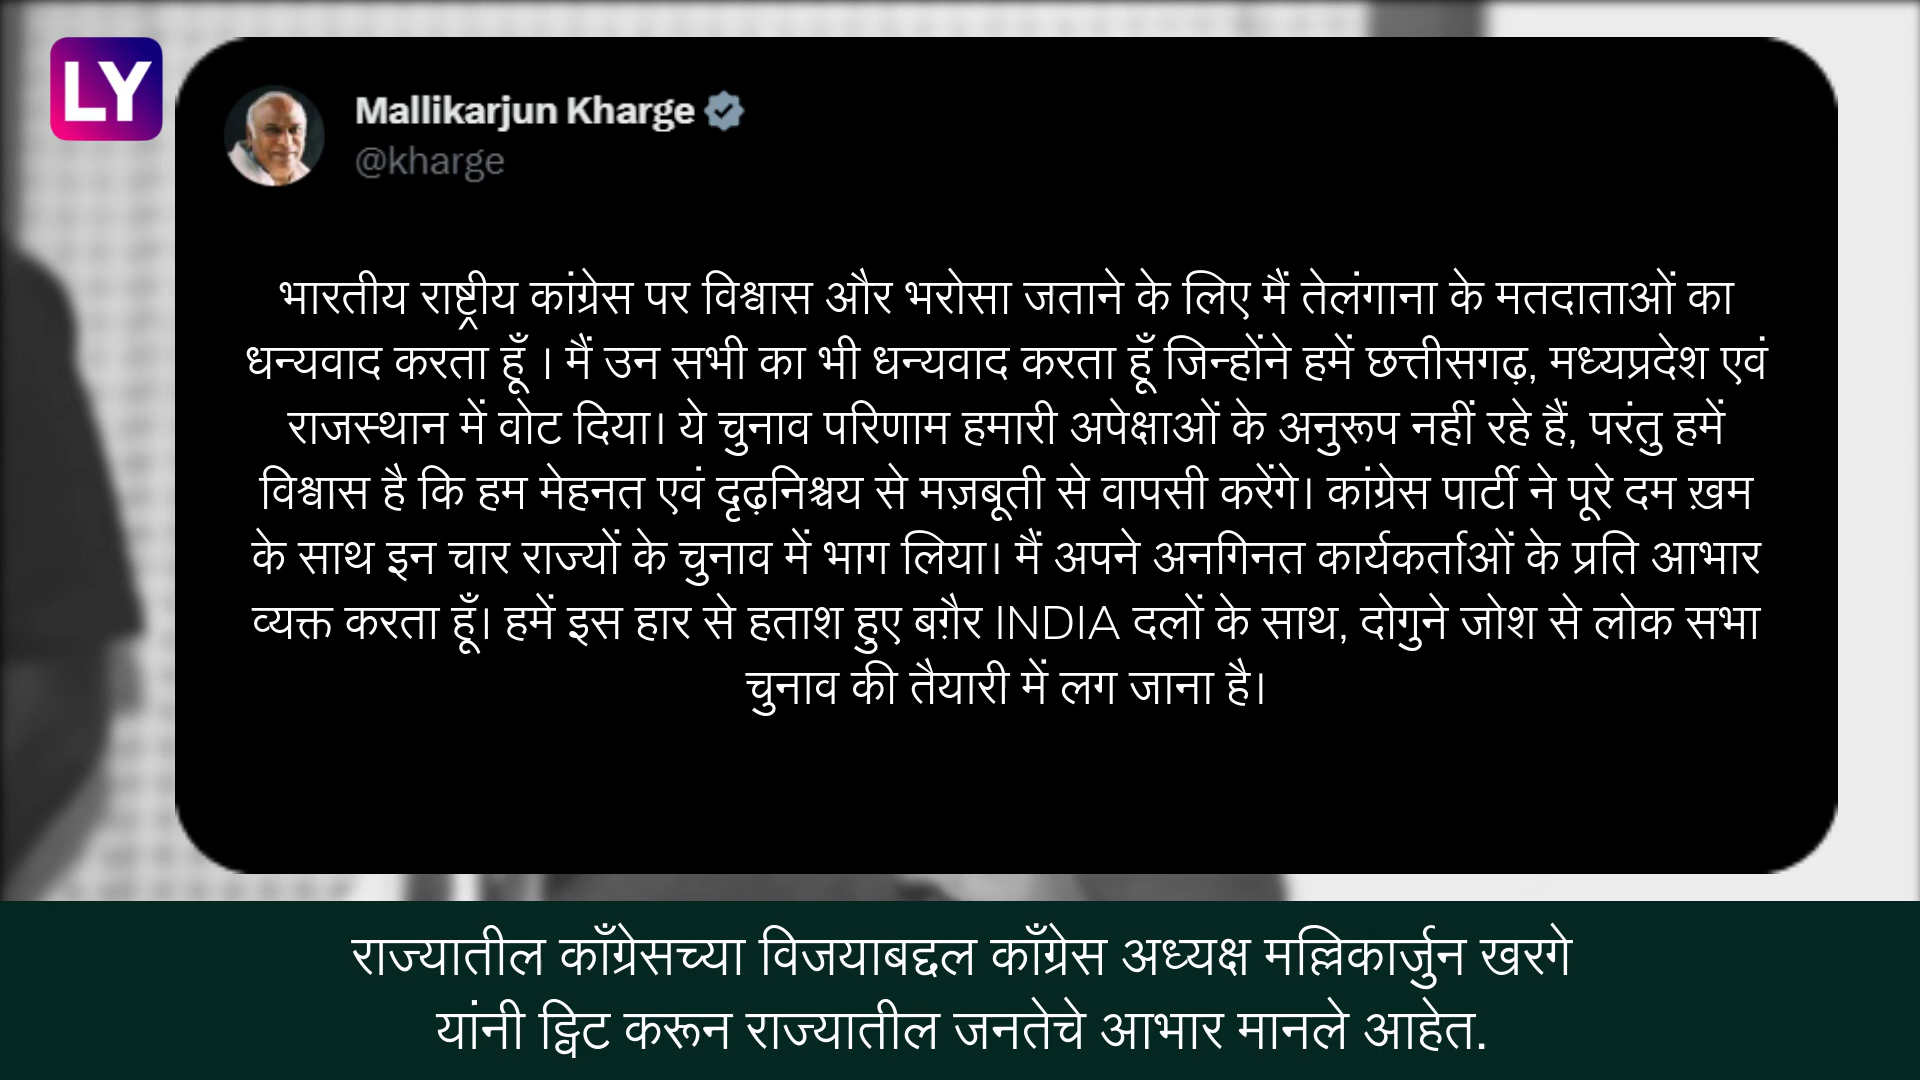 LY
Mallikarjun Kharge
@kharge
भारतीय राष्ट्रीय कांग्रेस पर विश्वास और भरोसा जताने के लिए मैं तेलंगाना के मतदाताओं का
धन्यवाद करता हूँ । मैं उन सभी का भी धन्यवाद करता हूँ जिन्होंने हमें छत्तीसगढ़, मध्यप्रदेश एवं
राजस्थान में वोट दिया। ये चुनाव परिणाम हमारी अपेक्षाओं के अनुरूप नहीं रहे हैं, परंतु हमें
विश्वास है कि हम मेहनत एवं दृढ़निश्चय से मज़बूती से वापसी करेंगे। कांग्रेस पार्टी ने पूरे दम ख़म
के साथ इन चार राज्यों के चुनाव में भाग लिया। मैं अपने अनगिनत कार्यकर्ताओं के प्रति आभार
व्यक्त करता हूँ। हमें इस हार से हताश हुए बग़ैर INDIA दलों के साथ, दोगुने जोश से लोक सभा
चुनाव की तैयारी में लग जाना है।
राज्यातील काँग्रेसच्या विजयाबद्दल काँग्रेस अध्यक्ष मल्लिकार्जुन खरगे
यांनी ट्विट करून राज्यातील जनतेचे आभार मानले आहेत.